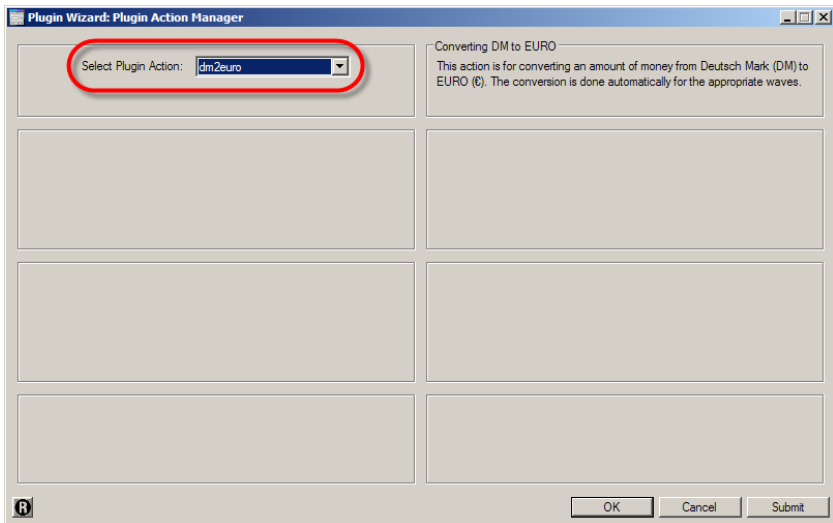 Plugin Wizard: Plugin Action Manager
Select Plugin Action: dm2euro
Converting DM to EURO
This action is for converting an amount of money from Deutsch Mark (DM) to
EURO (€). The conversion is done automatically for the appropriate waves.
R
OK Cancel Submit